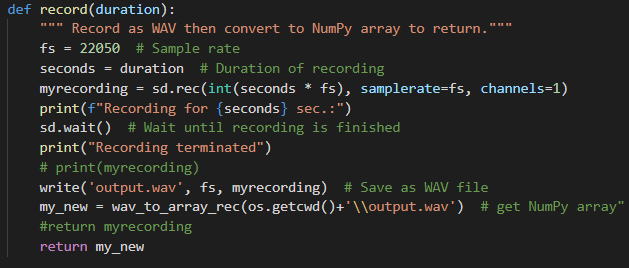 def record(duration):
    """ Record as WAV then convert to NumPy array to return."""
    fs = 22050  # Sample rate
    seconds = duration  # Duration of recording
    myrecording = sd.rec(int(seconds * fs), samplerate=fs, channels=1)
    print(f"Recording for {seconds} sec.:")
    sd.wait()  # Wait until recording is finished
    print("Recording terminated")
    # print(myrecording)
    write('output.wav', fs, myrecording)  # Save as WAV file
    my_new = wav_to_array_rec(os.getcwd()+'\\output.wav')  # get NumPy array"
    #return myrecording
    return my_new